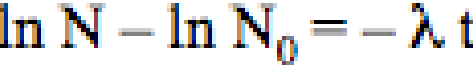 ln N – ln N₀ = – λ t